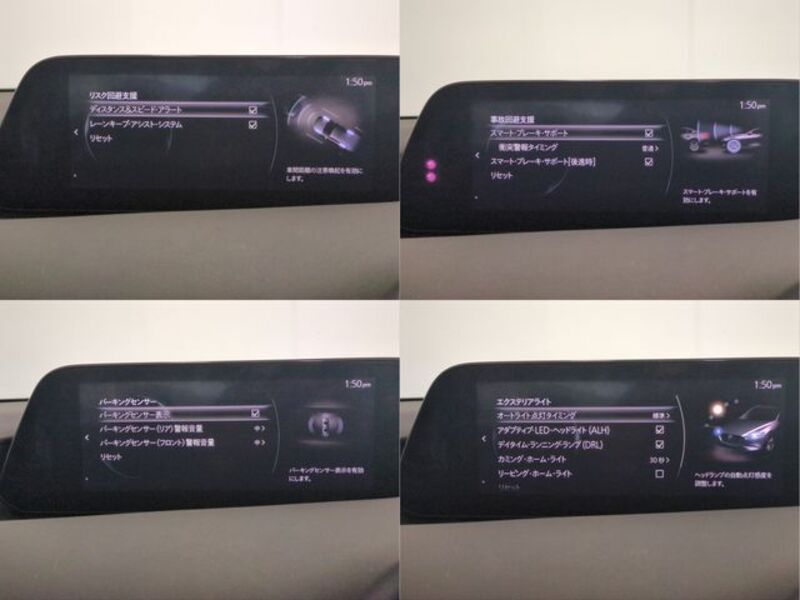 1:50pm
リスク回避支援
ディスタンス&スピード・アラート
レーンキープ・アシスト・システム
リセット
車間距離の注意喚起を有効に
します。
1:50pm
事故回避支援
スマート・ブレーキ・サポート
衝突警報タイミング
普通
スマート・ブレーキ・サポート[後進時]
リセット
スマート・ブレーキ・サポートを有
効にします。
1:50pm
パーキングセンサー
パーキングセンサー表示
パーキングセンサー(リア)警報音量
中
パーキングセンサー(フロント)警報音量
中
リセット
パーキングセンサー表示を有効
にします。
1:50pm
エクステリアライト
オートライト点灯タイミング
標準
アダプティブ・LED・ヘッドライト(ALH)
デイタイム・ランニング・ランプ(DRL)
カミング・ホーム・ライト
30秒
リービング・ホーム・ライト
リセット
ヘッドランプの自動点灯感度を
調整します。